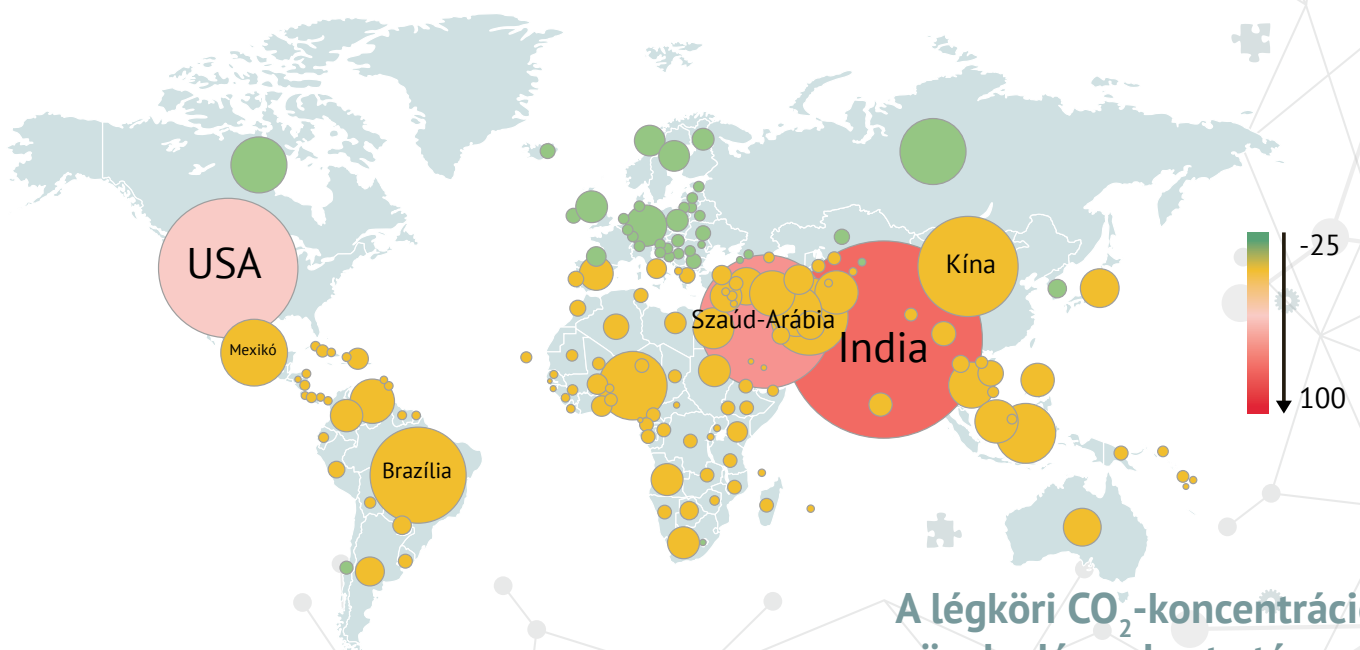 USA
Kína
-25
Szaúd-Arábia
India
Mexikó
100
Brazília
A légköri CO₂-koncentráció